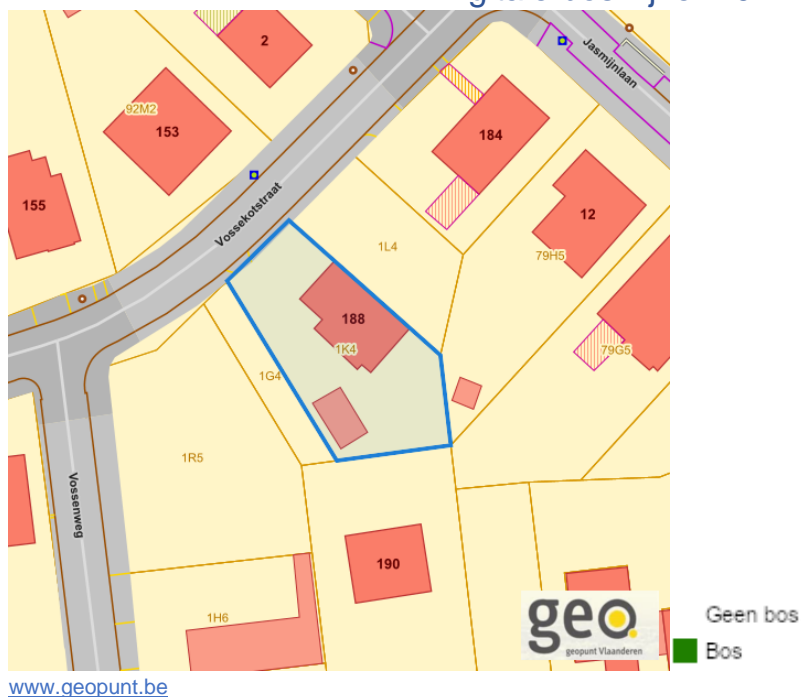 2
Jasmijnlaan
92M2
153
184
155
12
Vossekotstraat
1L4
79H5
188
1K4
79G5
1G4
1R5
Vossenweg
190
1H6
geo.
geopunt Vlaanderen
Geen bos
Bos
www.geopunt.be